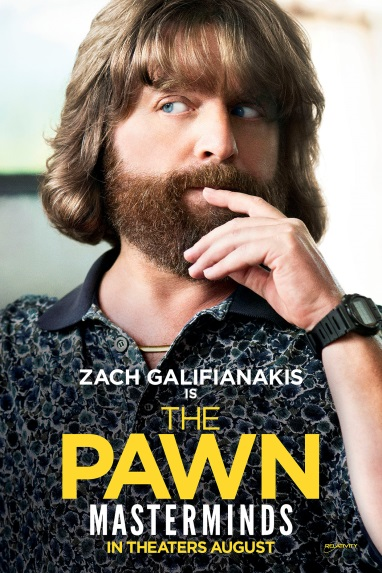 ZACH GALIFIANAKIS
IS
THE
PAWN
MASTERMINDS
IN THEATERS AUGUST
RELATIVITY